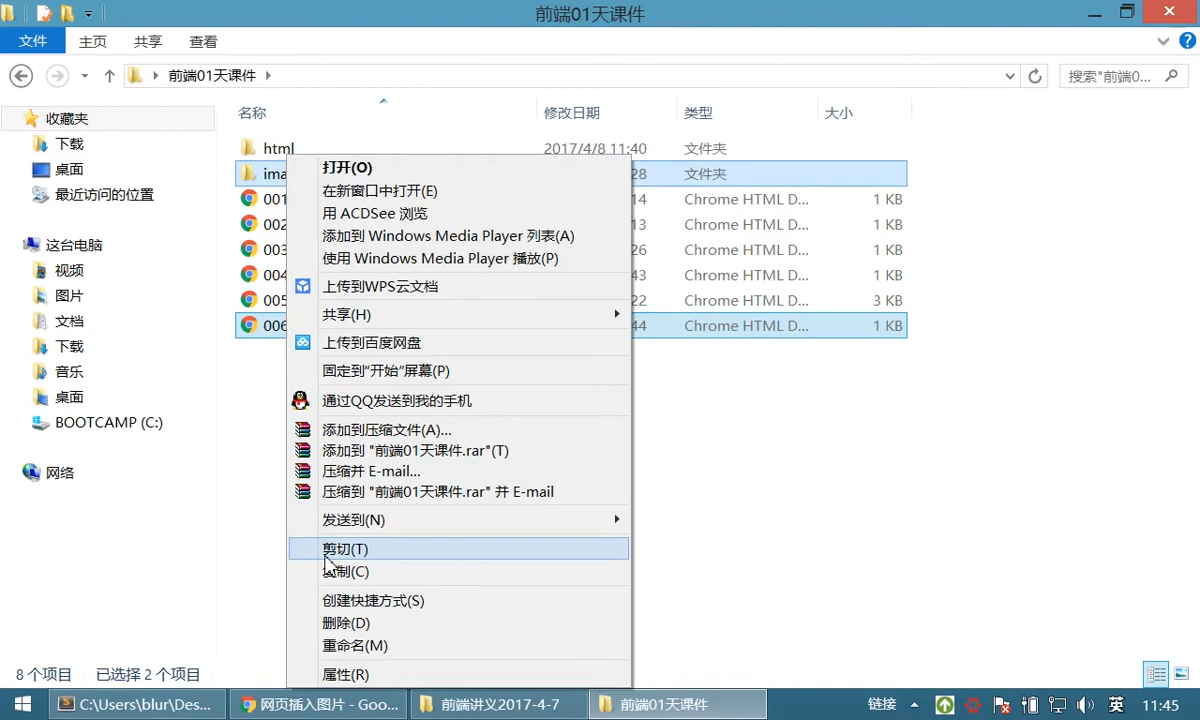 前端01天课件
文件 主页 共享 查看
前端01天课件
搜索"前端0...
收藏夹
下载
桌面
最近访问的位置
这台电脑
视频
图片
文档
下载
音乐
桌面
BOOTCAMP (C:)
网络
名称 修改日期 类型 大小
html 2017/4/8 11:40 文件夹
ima 28 文件夹
001 14 Chrome HTML D... 1 KB
002 13 Chrome HTML D... 1 KB
003 26 Chrome HTML D... 1 KB
004 43 Chrome HTML D... 1 KB
005 22 Chrome HTML D... 3 KB
006 44 Chrome HTML D... 1 KB
打开(O)
在新窗口中打开(E)
用 ACDSee 浏览
添加到 Windows Media Player 列表(A)
使用 Windows Media Player 播放(P)
上传到WPS云文档
共享(H)
上传到百度网盘
固定到"开始"屏幕(P)
通过QQ发送到我的手机
添加到压缩文件(A)...
添加到 "前端01天课件.rar"(T)
压缩并 E-mail...
压缩到 "前端01天课件.rar" 并 E-mail
发送到(N)
剪切(T)
复制(C)
创建快捷方式(S)
删除(D)
重命名(M)
属性(R)
8 个项目 已选择 2 个项目
C:\Users\blur\Des... 网页插入图片 - Goo... 前端讲义2017-4-7 前端01天课件 链接 英 11:45